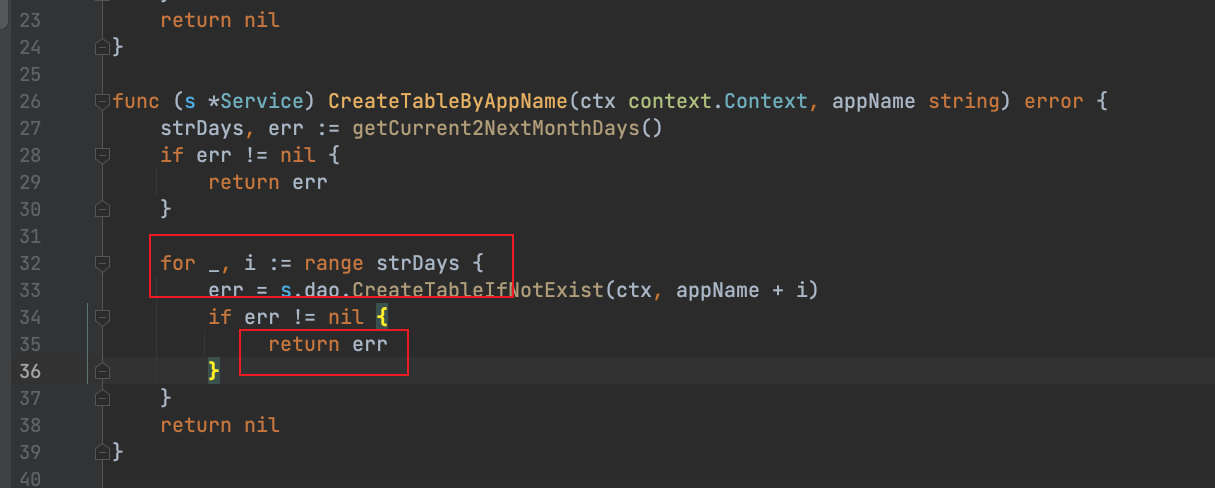 23 return nil
24 }
25
26 func (s *Service) CreateTableByAppName(ctx context.Context, appName string) error {
27 strDays, err := getCurrent2NextMonthDays()
28 if err != nil {
29 return err
30 }
31
32 for _, i := range strDays {
33 err = s.dao.CreateTableIfNotExist(ctx, appName + i)
34 if err != nil {
35 return err
36 }
37 }
38 return nil
39 }
40